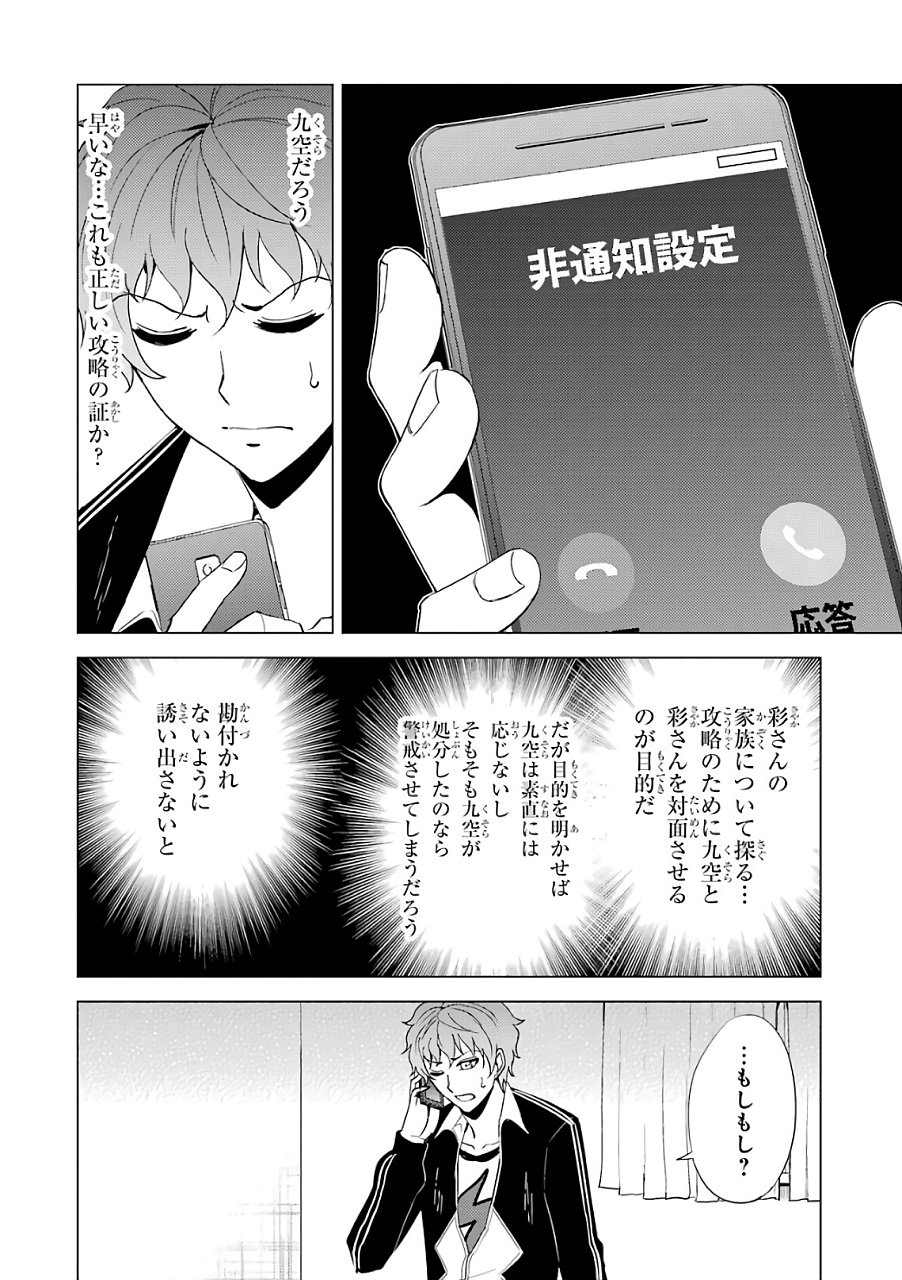 非通知設定
応答
九空だろう
早いな…これも正しい攻略の証か?
彩さんの
家族について探る…
攻略のために九空と
彩さんを対面させる
のが目的だ
だが目的を明かせば
九空は素直には
応じないし
そもそも九空が
処分したのなら
警戒させてしまうだろう
勘付かれ
ないように
誘い出さないと
…もしもし?